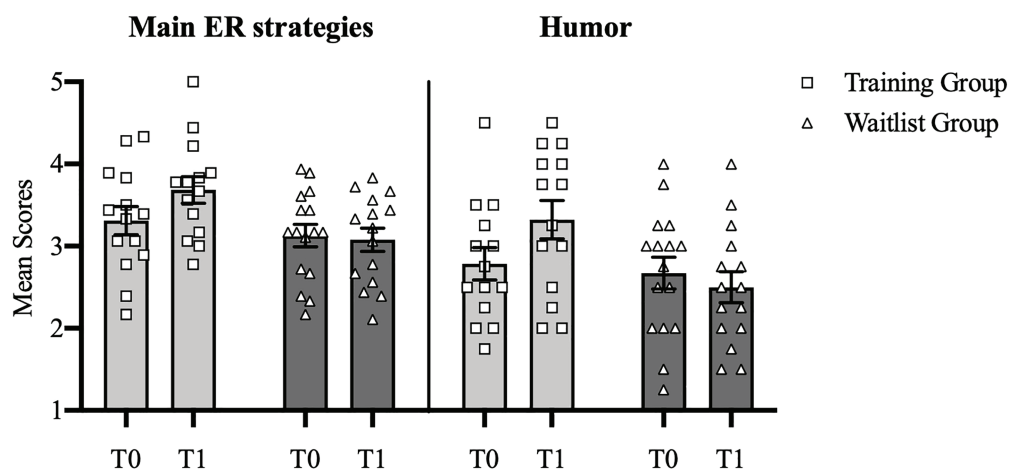 Main ER strategies
Humor
Training Group
Waitlist Group
Mean Scores
5
4
3
2
1
T0
T1
T0
T1
T0
T1
T0
T1